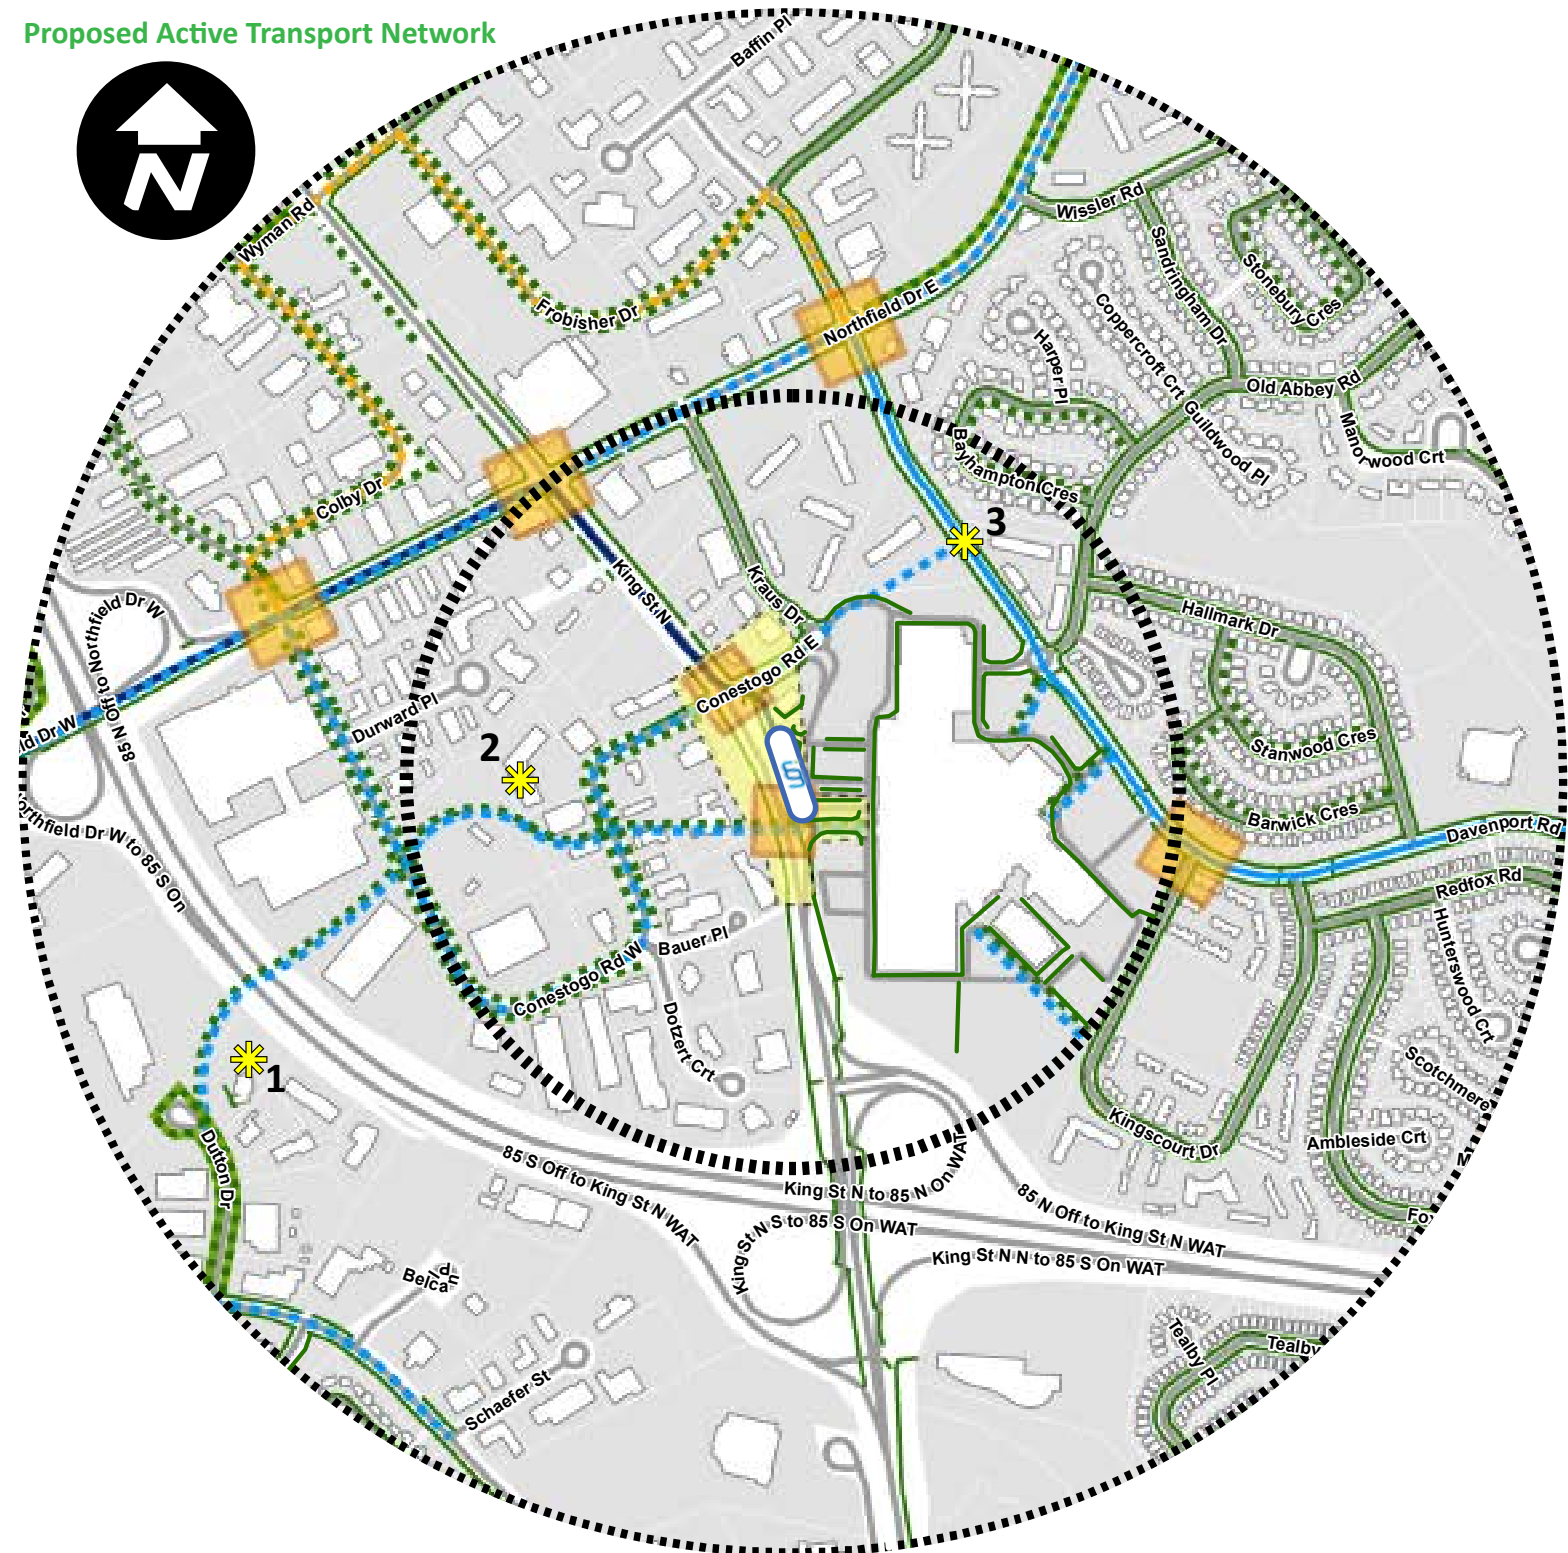 Proposed Active Transport Network
N
Baffin Pl
Wyman Rd
Wissler Rd
Sandringham Dr
Stonebury Cres
Frobisher Dr
Northfield Dr E
Coppercroft Crt
Harper Pl
Old Abbey Rd
Guildwood Pl
Manorwood Crt
Bayhampton Cres
Colby Dr
3
King St N
Kraus Dr
Northfield Dr W
Hallmark Dr
Conestogo Rd E
85 N Off to Northfield Dr W
Durward Pl
ld Dr W
2
Stanwood Cres
Barwick Cres
Davenport Rd
orthfield Dr W to 85 S On
Redfox Rd
Hunterswood Crt
Bauer Pl
Conestogo Rd W
Dotzert Crt
1
Scotchmere
Dutton Dr
Kingscourt Dr
Ambleside Crt
85 S Off to King St N WAT
King St N to 85 N On WAT
85 N Off to King St N WAT
Fo
King St N S to 85 S On WAT
King St N N to 85 S On WAT
Belcan
Tealby Pl
Tealby
Schaefer St